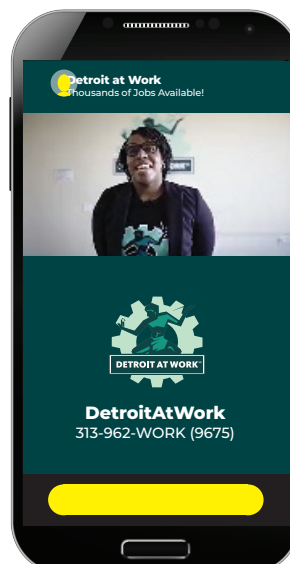 Detroit at Work
Thousands of Jobs Available!
DETROIT AT WORK
DetroitAtWork
313-962-WORK (9675)